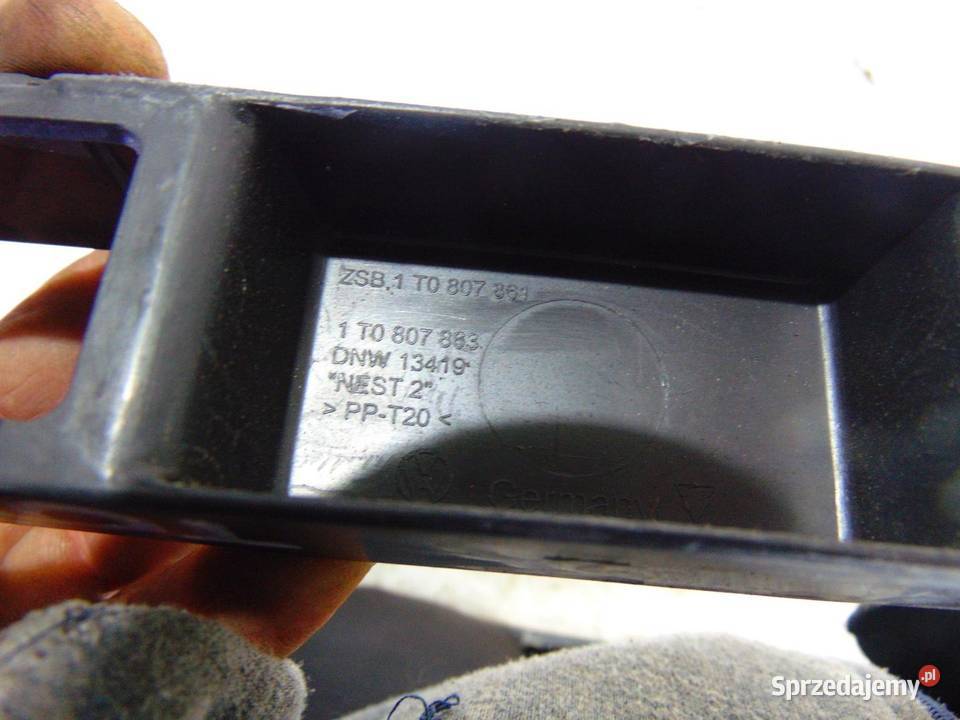 ZSB.1 T0 807 861
1 T0 807 863
DNW 13419
"NEST 2"
> PP-T20 <
Germany
Sprzedajemy.pl